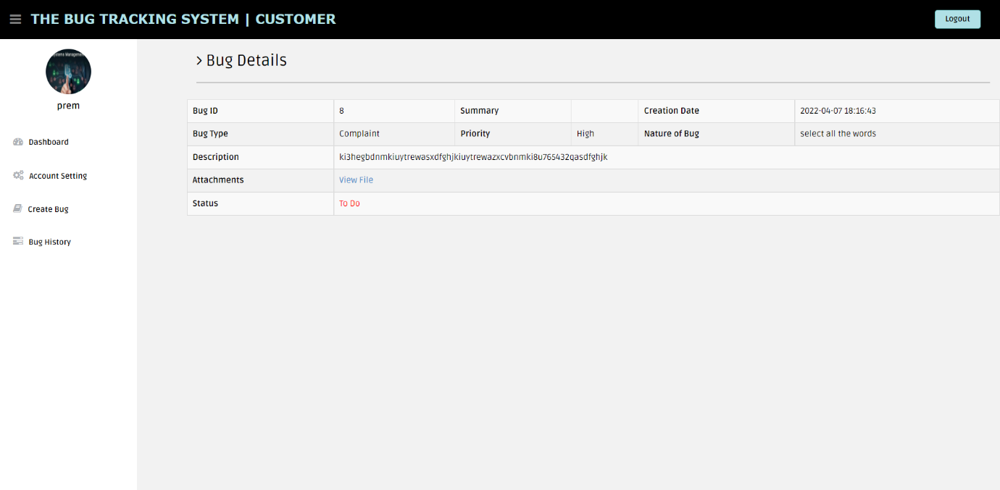 THE BUG TRACKING SYSTEM | CUSTOMER
Logout
prem
Dashboard
Account Setting
Create Bug
Bug History
> Bug Details
Bug ID 8 Summary Creation Date 2022-04-07 18:16:43
Bug Type Complaint Priority High Nature of Bug select all the words
Description ki3hegbdnmkiuytrewasxdfghjkiuytrewazxcvbnmki8u765432qasdfghjk
Attachments View File
Status To Do